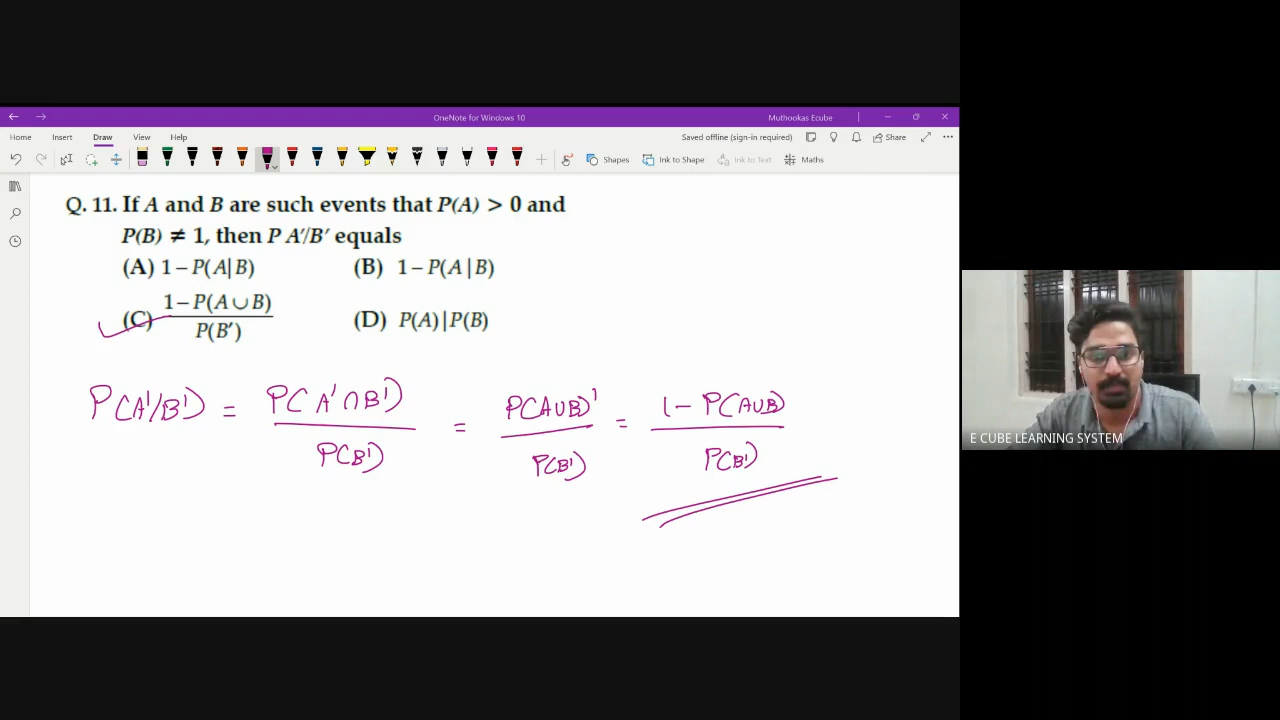 OneNote for Windows 10
Muthookas Ecube
Home Insert Draw View Help
Saved offline (sign-in required) Share
Shapes Ink to Shape Ink to Text Maths
Q. 11. If A and B are such events that P(A) > 0 and
P(B) ≠ 1, then P A′/B′ equals
(A) 1 – P(A|B) (B) 1 – P(A|B)
(C) 1 – P(A ∪ B) / P(B′) (D) P(A)|P(B)
P(A'/B') = P(A' ∩ B') / P(B') = P(A∪B)' / P(B') = 1 – P(A∪B) / P(B')
E CUBE LEARNING SYSTEM